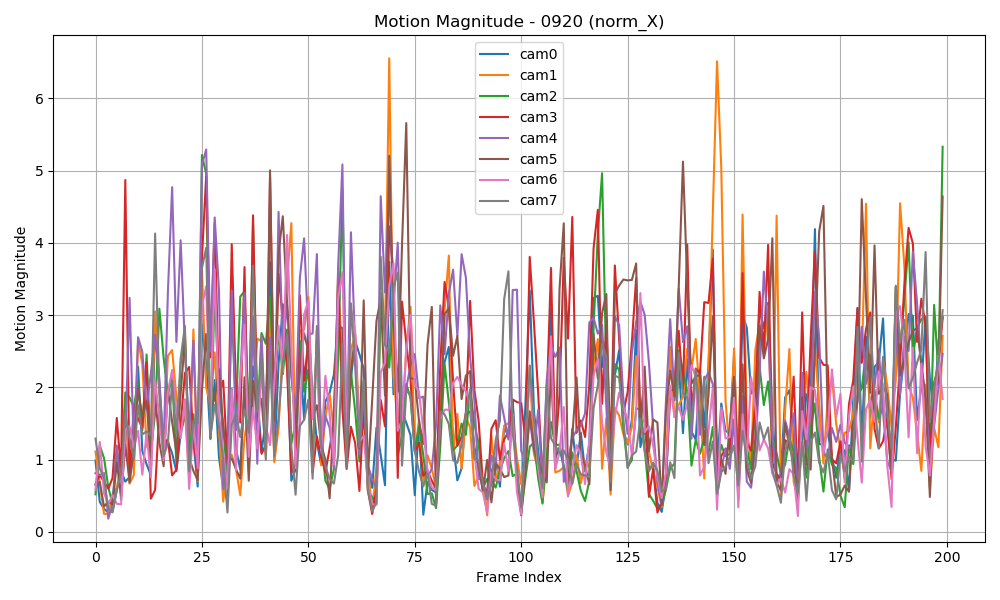 Motion Magnitude - 0920 (norm_X)
cam0
cam1
cam2
cam3
cam4
cam5
cam6
cam7
Motion Magnitude
6
5
4
3
2
1
0
0 25 50 75 100 125 150 175 200
Frame Index